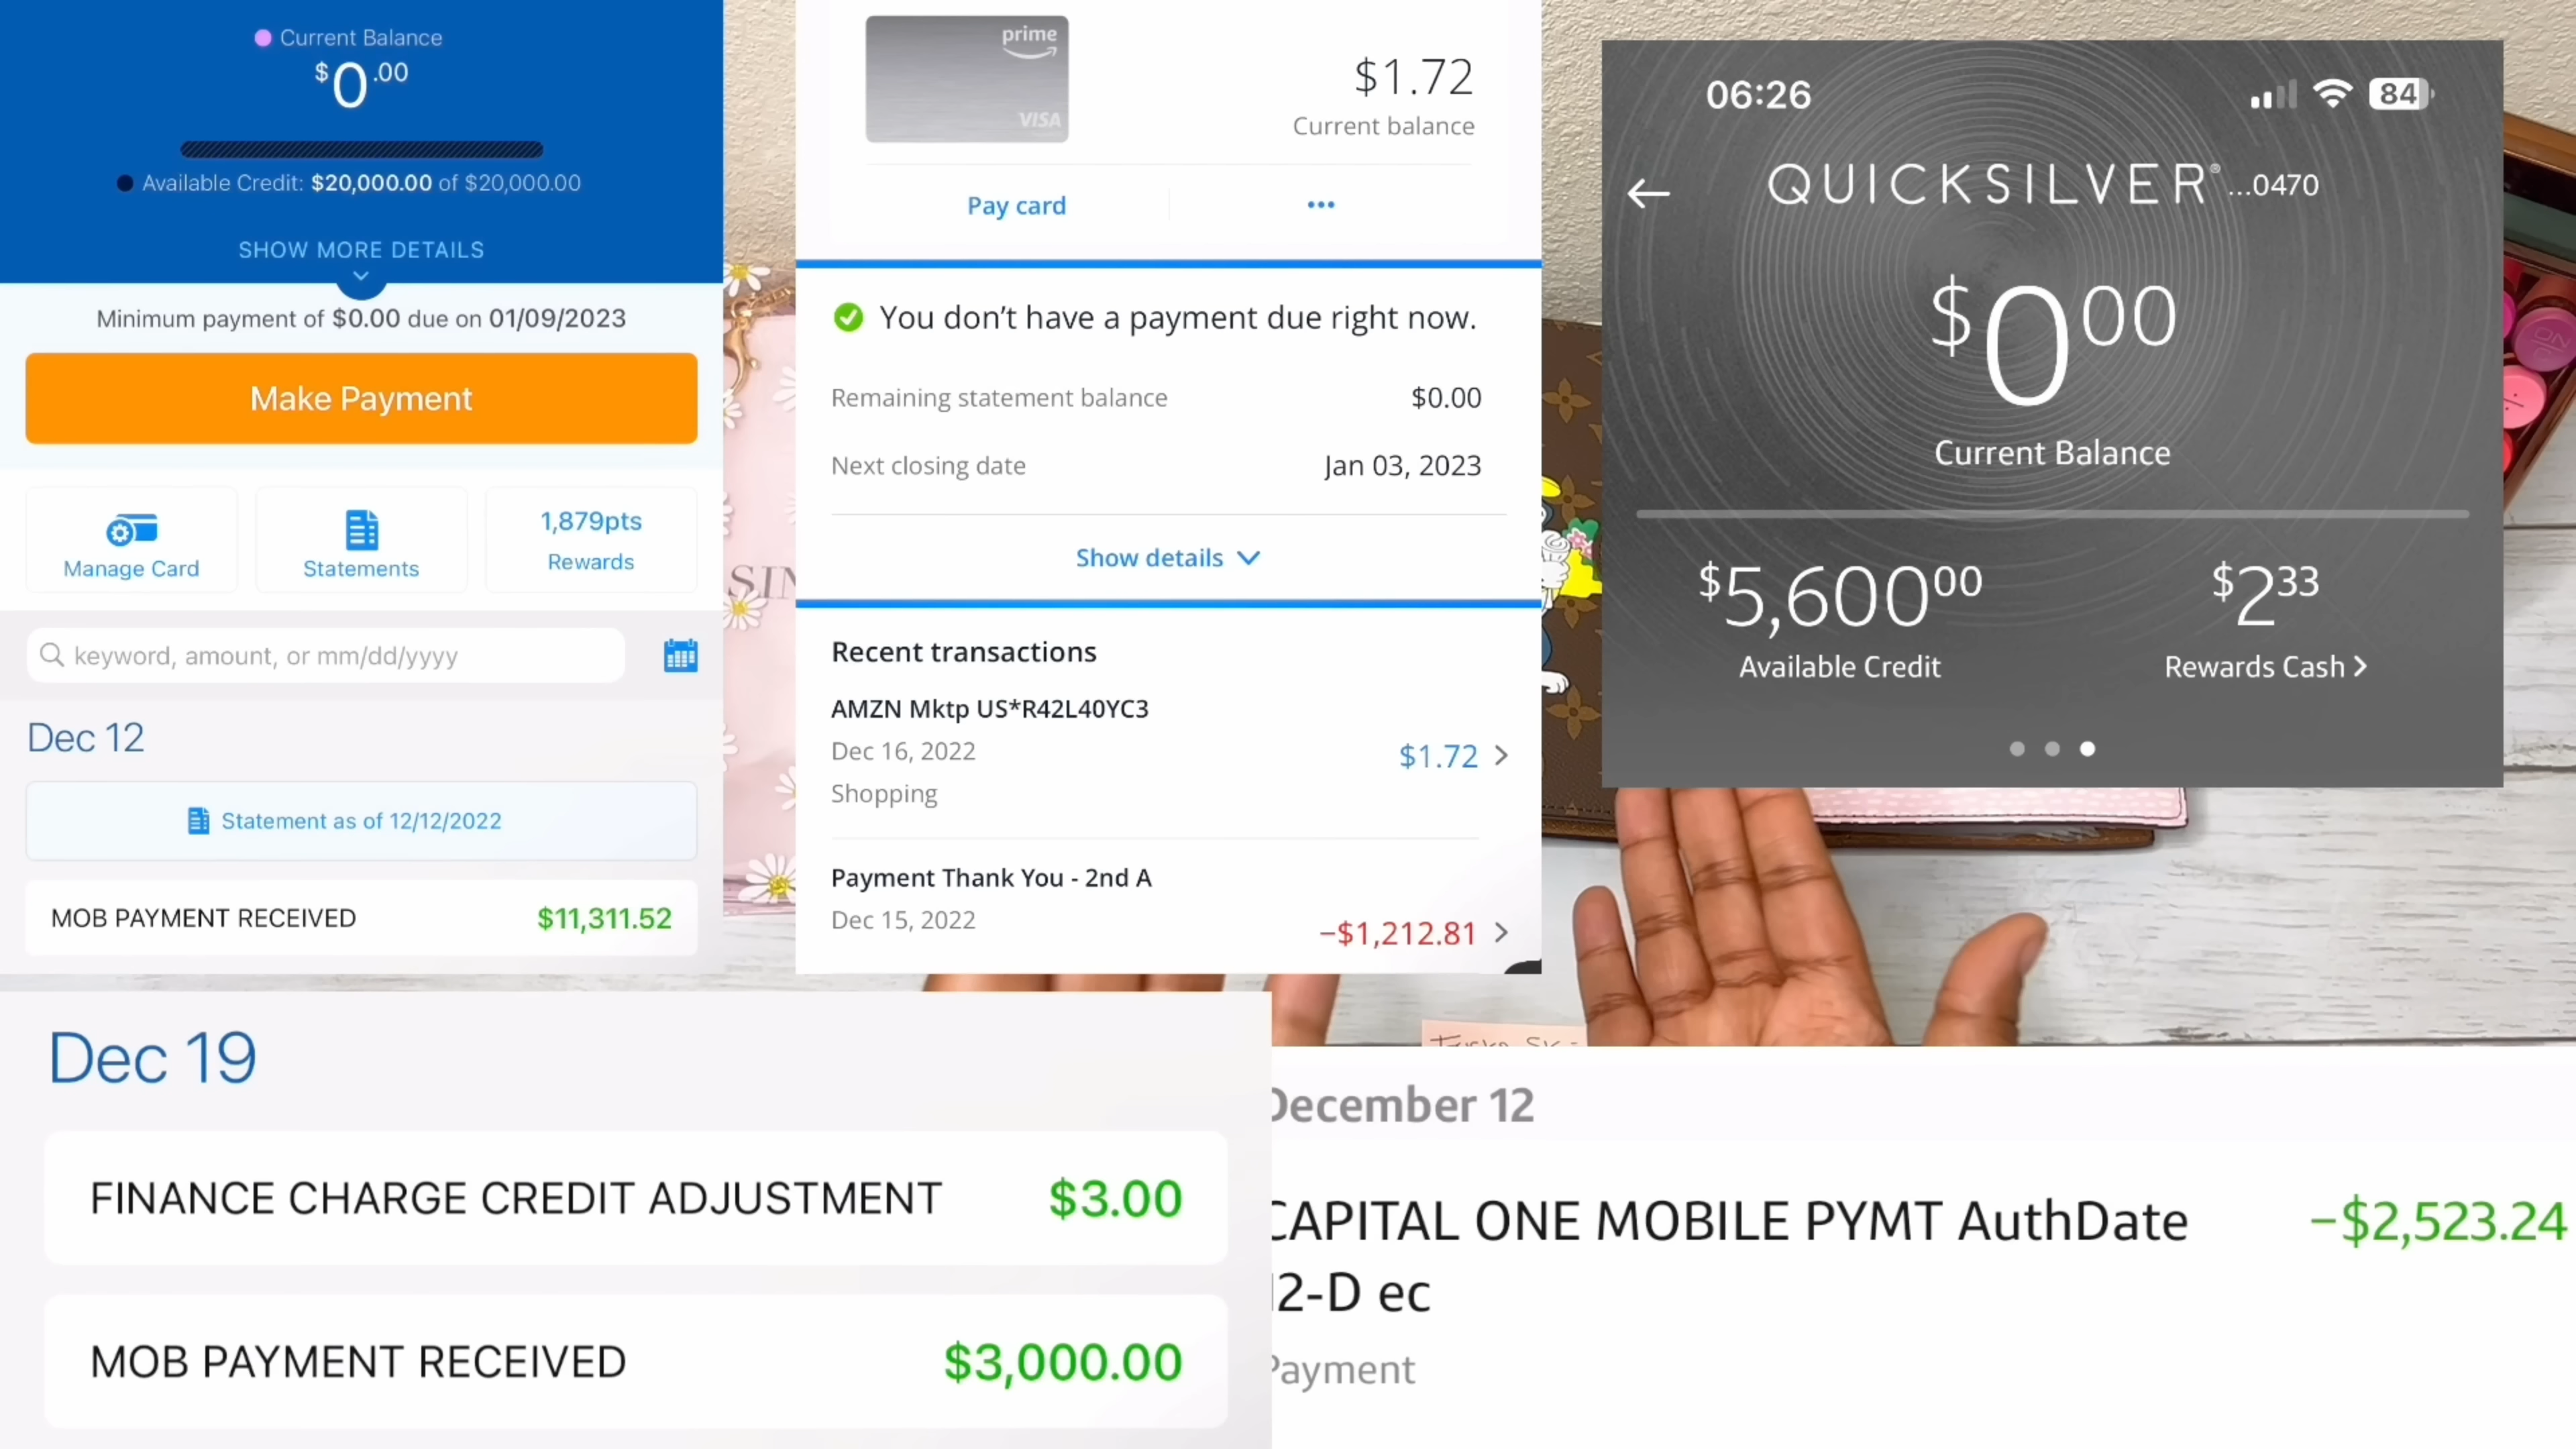 Current Balance
$0.00
Available Credit: $20,000.00 of $20,000.00
SHOW MORE DETAILS
Minimum payment of $0.00 due on 01/09/2023
Make Payment
Manage Card
Statements
1,879pts
Rewards
keyword, amount, or mm/dd/yyyy
Dec 12
Statement as of 12/12/2022
MOB PAYMENT RECEIVED $11,311.52
prime
VISA
$1.72
Current balance
Pay card
You don't have a payment due right now.
Remaining statement balance $0.00
Next closing date Jan 03, 2023
Show details
Recent transactions
AMZN Mktp US*R42L40YC3
Dec 16, 2022
$1.72
Shopping
Payment Thank You - 2nd A
Dec 15, 2022
-$1,212.81
06:26
84
QUICKSILVER® ...0470
$0.00
Current Balance
$5,600.00
Available Credit
$2.33
Rewards Cash
Dec 19
FINANCE CHARGE CREDIT ADJUSTMENT $3.00
MOB PAYMENT RECEIVED $3,000.00
December 12
CAPITAL ONE MOBILE PYMT AuthDate -$2,523.24
12-D ec
Payment